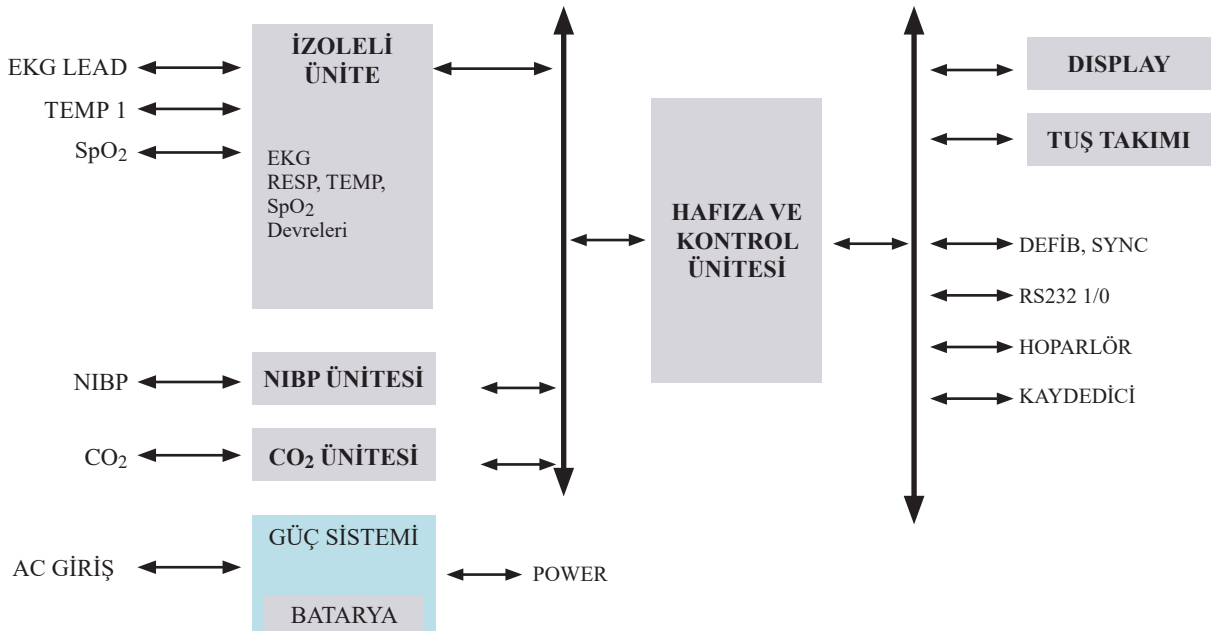 EKG LEAD
TEMP 1
SpO2
İZOLELİ
ÜNİTE
EKG
RESP, TEMP,
SpO2
Devreleri
NIBP
NIBP ÜNİTESİ
CO2
CO2 ÜNİTESİ
AC GİRİŞ
GÜÇ SİSTEMİ
BATARYA
POWER
HAFIZA VE
KONTROL
ÜNİTESİ
DISPLAY
TUŞ TAKIMI
DEFİB, SYNC
RS232 1/0
HOPARLÖR
KAYDEDİCİ